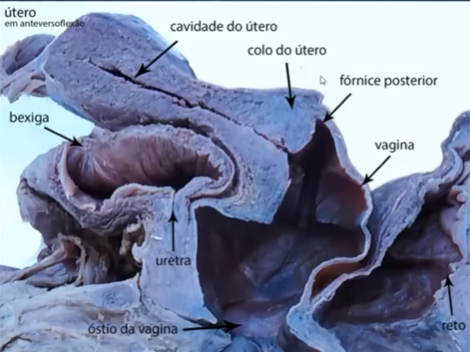 útero
em anteversoflexão
cavidade do útero
colo do útero
fórnice posterior
bexiga
vagina
uretra
óstio da vagina
reto